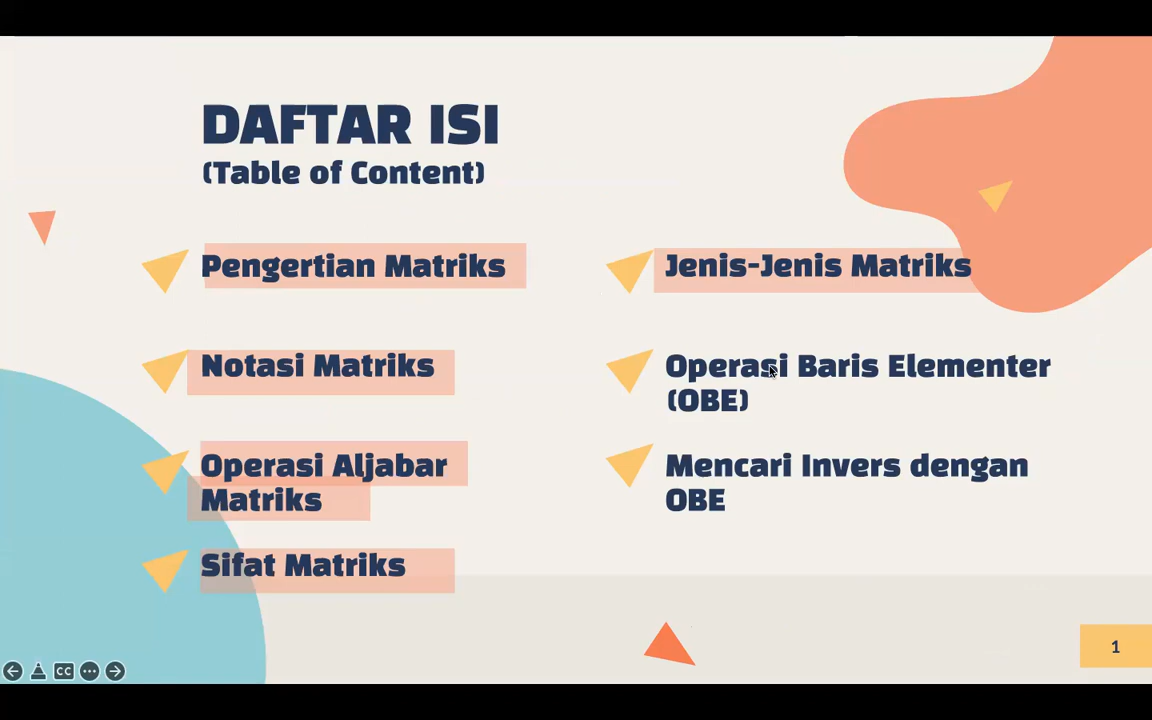 DAFTAR ISI
(Table of Content)
Pengertian Matriks
Notasi Matriks
Operasi Aljabar
Matriks
Sifat Matriks
Jenis-Jenis Matriks
Operasi Baris Elementer
(OBE)
Mencari Invers dengan
OBE
CC
1